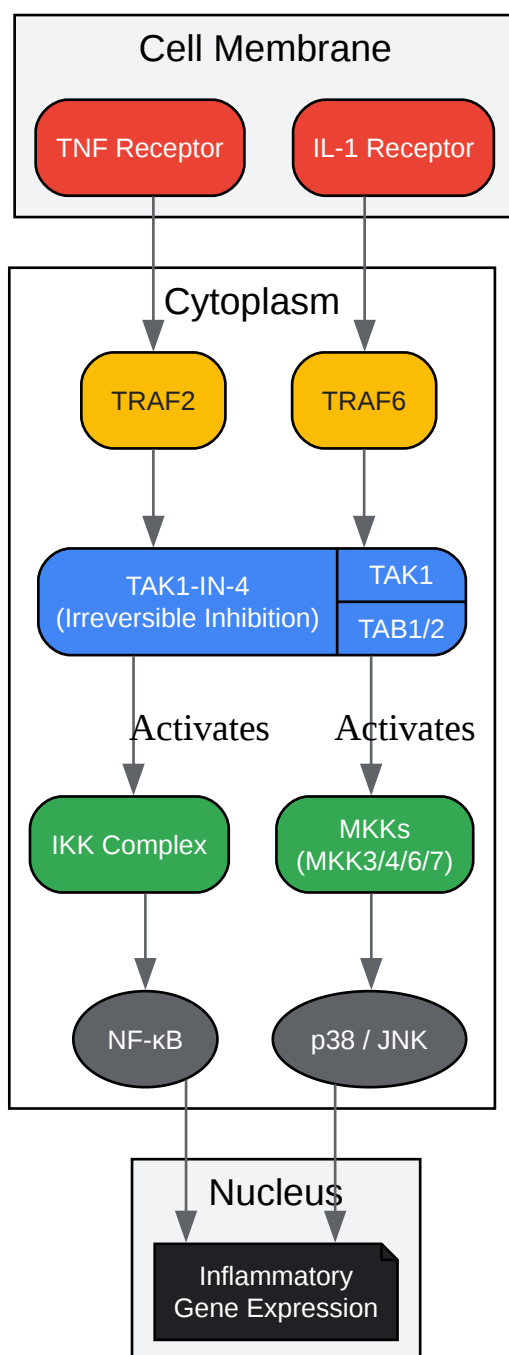 Cell Membrane
TNF Receptor
IL-1 Receptor
Cytoplasm
TRAF2
TRAF6
TAK1-IN-4
(Irreversible Inhibition)
TAK1
TAB1/2
Activates
Activates
IKK Complex
MKKs
(MKK3/4/6/7)
NF-κB
p38 / JNK
Nucleus
Inflammatory
Gene Expression